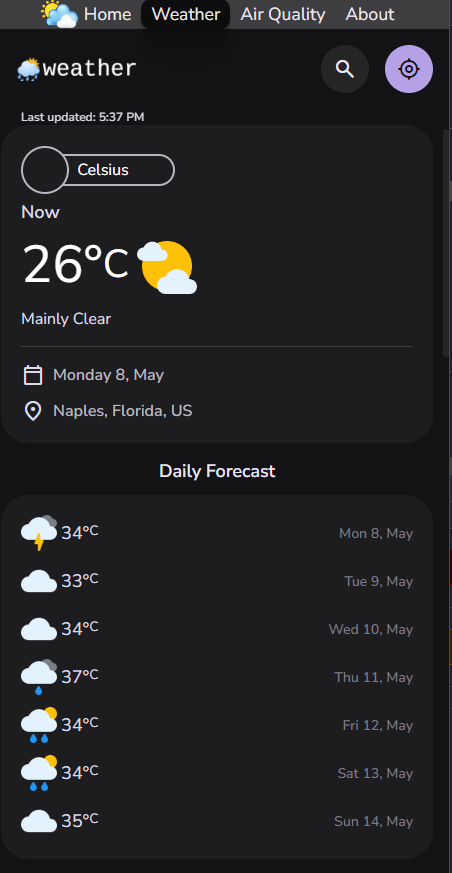 Home Weather Air Quality About
weather
Last updated: 5:37 PM
Celsius
Now
26°C
Mainly Clear
Monday 8, May
Naples, Florida, US
Daily Forecast
34°C Mon 8, May
33°C Tue 9, May
34°C Wed 10, May
37°C Thu 11, May
34°C Fri 12, May
34°C Sat 13, May
35°C Sun 14, May